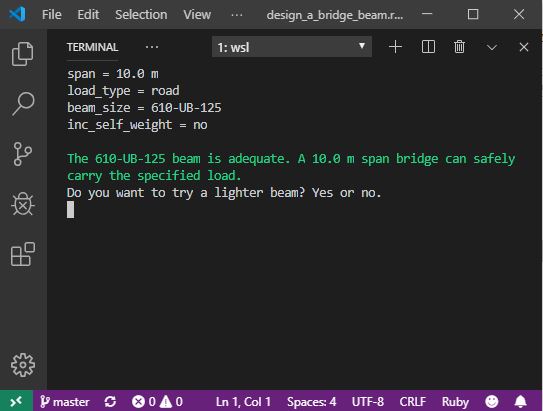 File Edit Selection View ··· design_a_bridge_beam.r...
TERMINAL ··· 1: wsl
span = 10.0 m
load_type = road
beam_size = 610-UB-125
inc_self_weight = no
The 610-UB-125 beam is adequate. A 10.0 m span bridge can safely
carry the specified load.
Do you want to try a lighter beam? Yes or no.
master 0 0 Ln 1, Col 1 Spaces: 4 UTF-8 CRLF Ruby